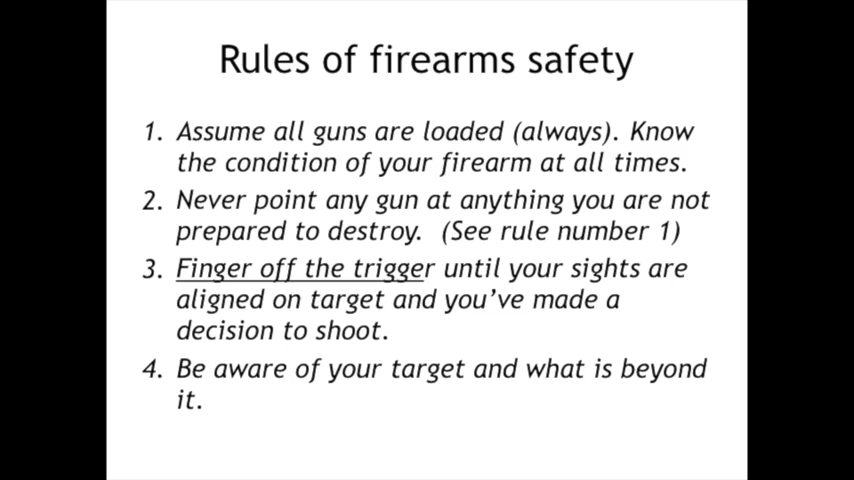 Rules of firearms safety
1. Assume all guns are loaded (always). Know
the condition of your firearm at all times.
2. Never point any gun at anything you are not
prepared to destroy.  (See rule number 1)
3. Finger off the trigger until your sights are
aligned on target and you’ve made a
decision to shoot.
4. Be aware of your target and what is beyond
it.